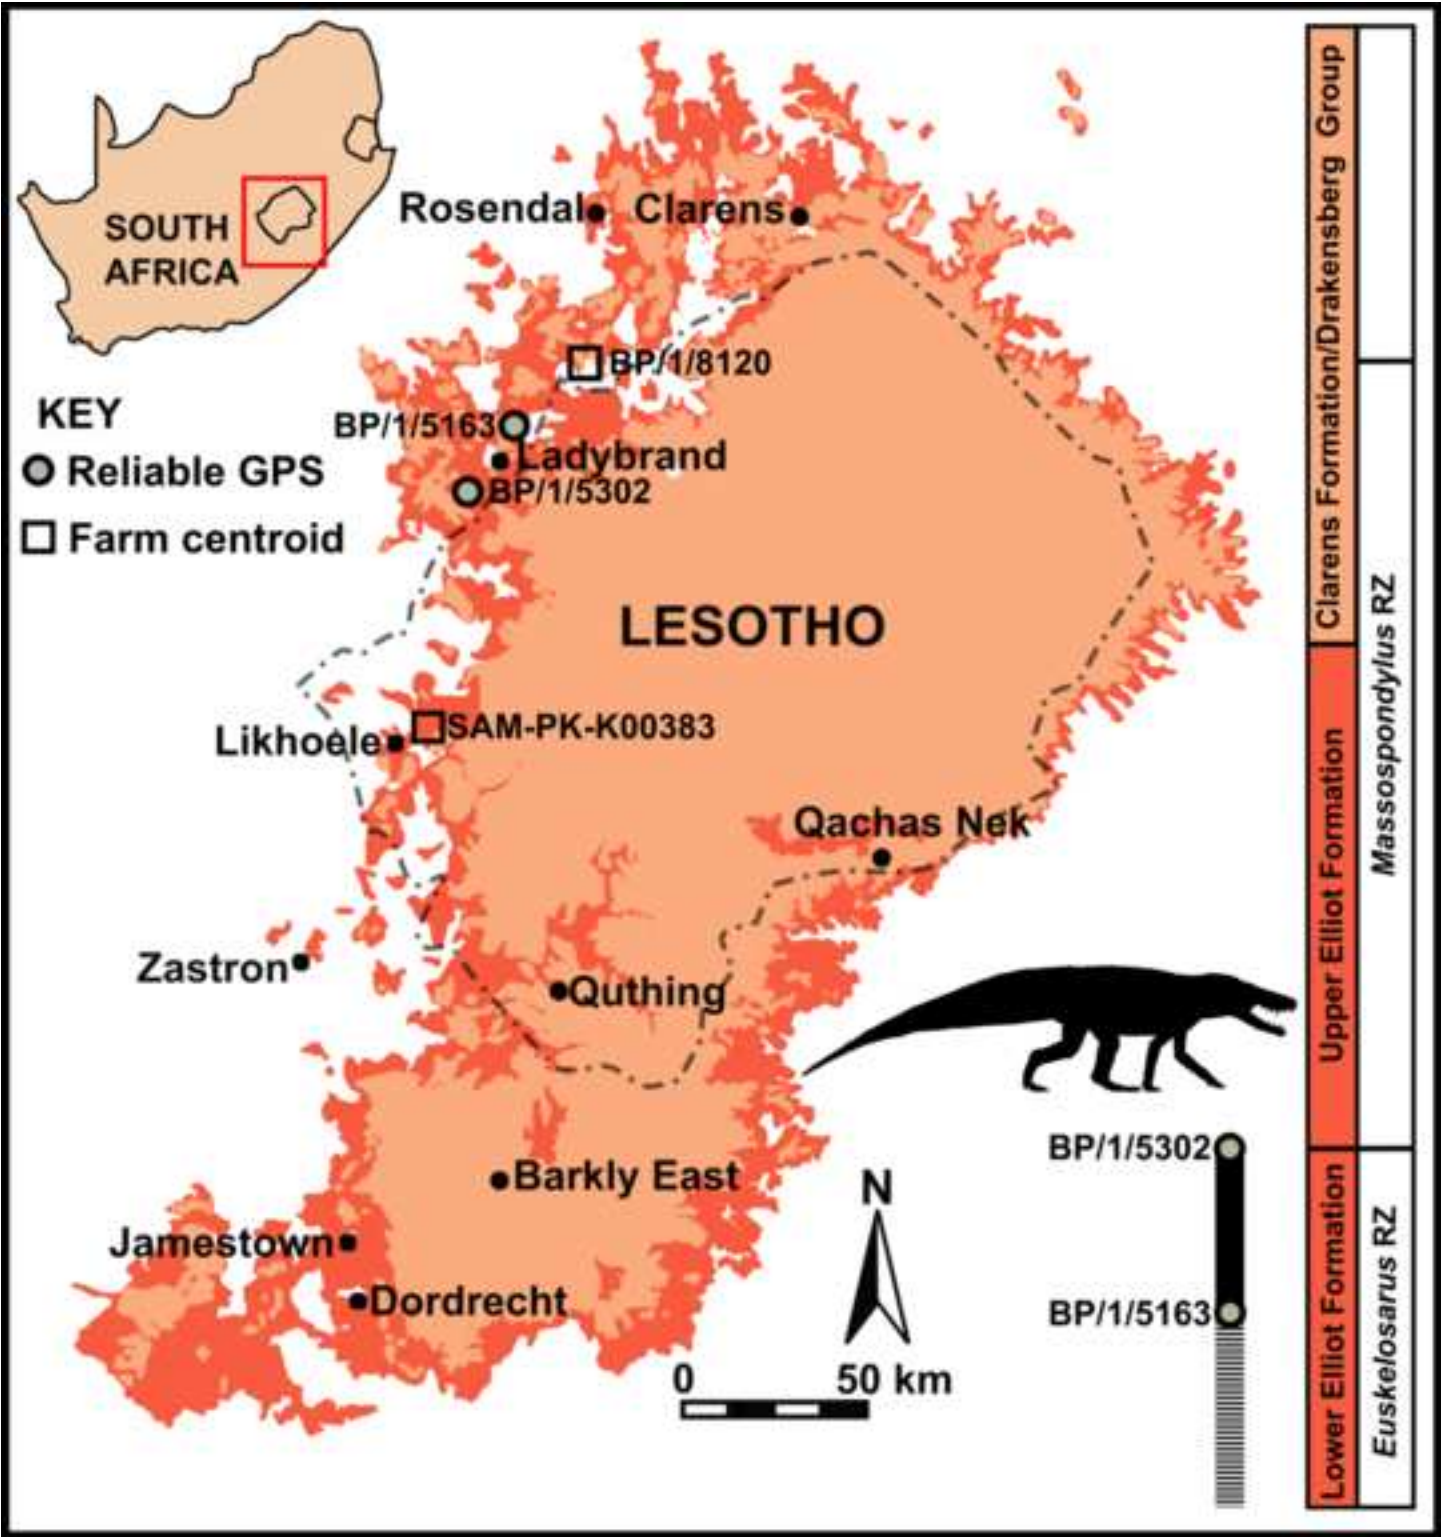 SOUTH
AFRICA
Rosendal
Clarens
BP/1/8120
KEY
BP/1/5163
Reliable GPS
Ladybrand
BP/1/5302
Farm centroid
LESOTHO
Likhoele
SAM-PK-K00383
Qachas Nek
Zastron
Quthing
Barkly East
Jamestown
Dordrecht
N
0 50 km
BP/1/5302
BP/1/5163
Clarens Formation/Drakensberg Group
Upper Elliot Formation
Lower Elliot Formation
Massospondylus RZ
Euskelosarus RZ